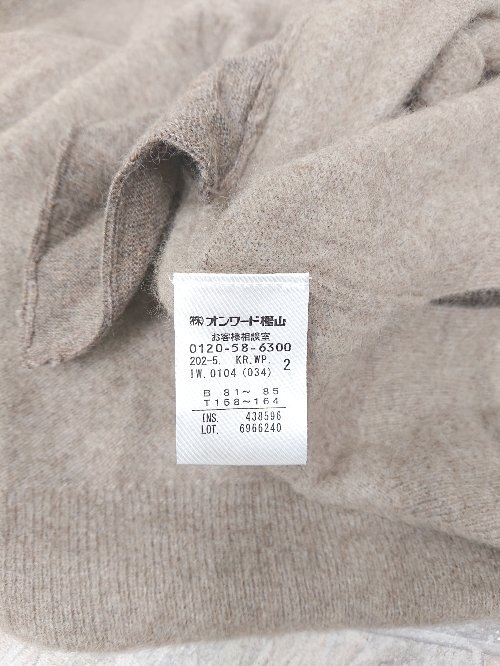 ㈱オンワード樫山
お客様相談室
0120-58-6300
202-5. KR.WP. 2
IW.0104 (034)
B 81～ 85
T158～164
INS. 438596
LOT. 6966240